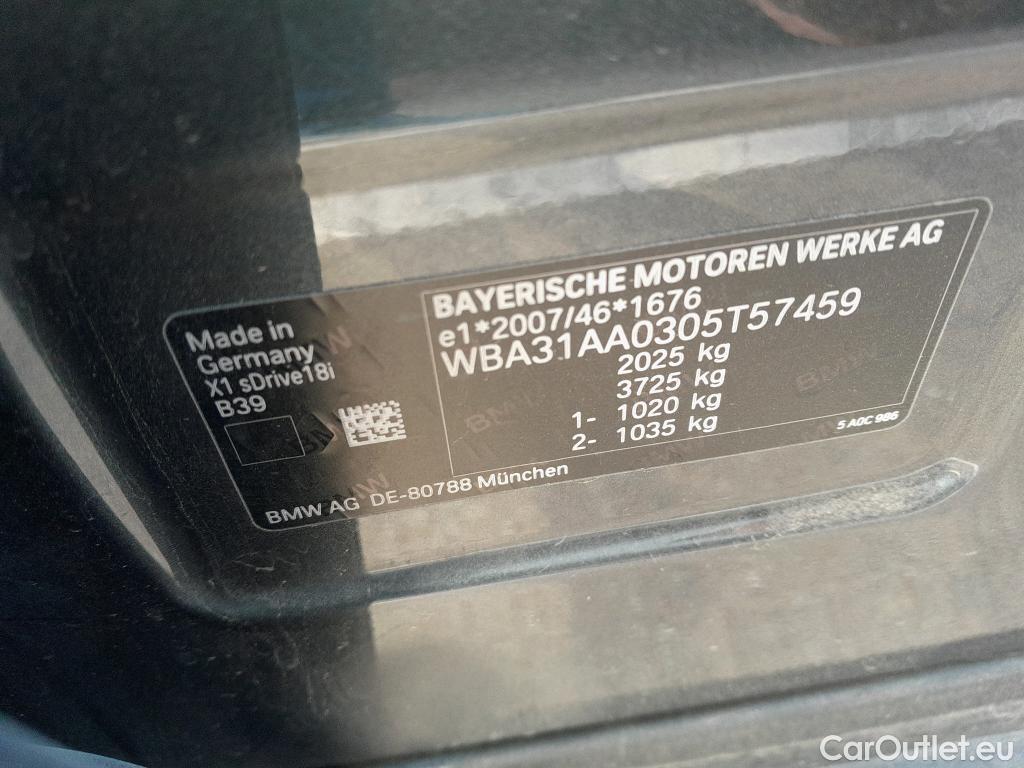 Made in
Germany
X1 sDrive18i
B39
BAYERISCHE MOTOREN WERKE AG
e1*2007/46*1676
WBA31AA0305T57459
2025 kg
3725 kg
1- 1020 kg
2- 1035 kg
5 A0C 986
BMW AG DE-80788 München
CarOutlet.eu